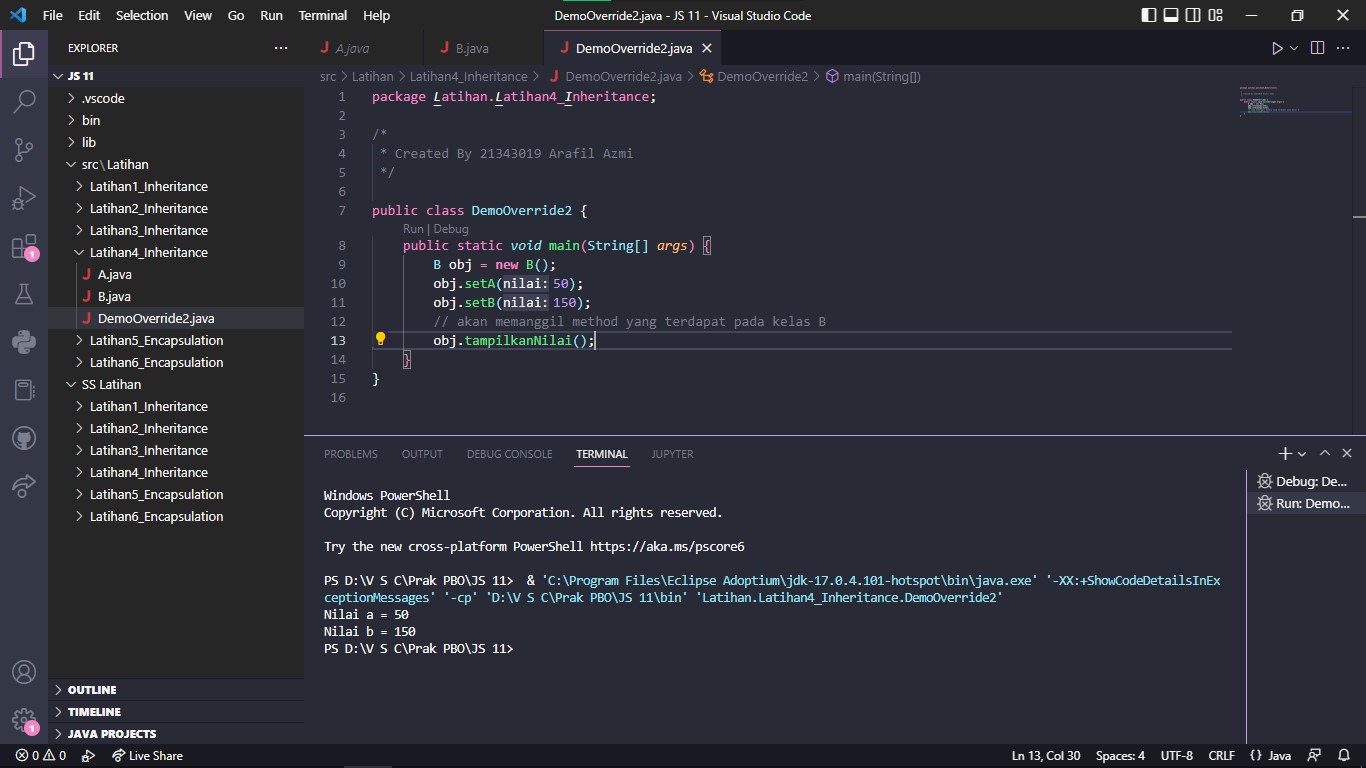 File Edit Selection View Go Run Terminal Help DemoOverride2.java - JS 11 - Visual Studio Code
EXPLORER
JS 11
.vscode
bin
lib
src\Latihan
Latihan1_Inheritance
Latihan2_Inheritance
Latihan3_Inheritance
Latihan4_Inheritance
A.java
B.java
DemoOverride2.java
Latihan5_Encapsulation
Latihan6_Encapsulation
SS Latihan
Latihan1_Inheritance
Latihan2_Inheritance
Latihan3_Inheritance
Latihan4_Inheritance
Latihan5_Encapsulation
Latihan6_Encapsulation
OUTLINE
TIMELINE
JAVA PROJECTS
1
1
A.java B.java DemoOverride2.java
src > Latihan > Latihan4_Inheritance > DemoOverride2.java > DemoOverride2 > main(String[])
1 package Latihan.Latihan4_Inheritance;
2
3 /*
4 * Created By 21343019 Arafil Azmi
5 */
6
7 public class DemoOverride2 {
Run | Debug
8 public static void main(String[] args) {
9 B obj = new B();
10 obj.setA(nilai: 50);
11 obj.setB(nilai: 150);
12 // akan memanggil method yang terdapat pada kelas B
13 obj.tampilkanNilai();
14 }
15 }
16
PROBLEMS OUTPUT DEBUG CONSOLE TERMINAL JUPYTER
Windows PowerShell
Copyright (C) Microsoft Corporation. All rights reserved.
Try the new cross-platform PowerShell https://aka.ms/pscore6
PS D:\V S C\Prak PBO\JS 11> & 'C:\Program Files\Eclipse Adoptium\jdk-17.0.4.101-hotspot\bin\java.exe' '-XX:+ShowCodeDetailsInEx
ceptionMessages' '-cp' 'D:\V S C\Prak PBO\JS 11\bin' 'Latihan.Latihan4_Inheritance.DemoOverride2'
Nilai a = 50
Nilai b = 150
PS D:\V S C\Prak PBO\JS 11>
Debug: De...
Run: Demo...
0 0 Live Share Ln 13, Col 30 Spaces: 4 UTF-8 CRLF {} Java